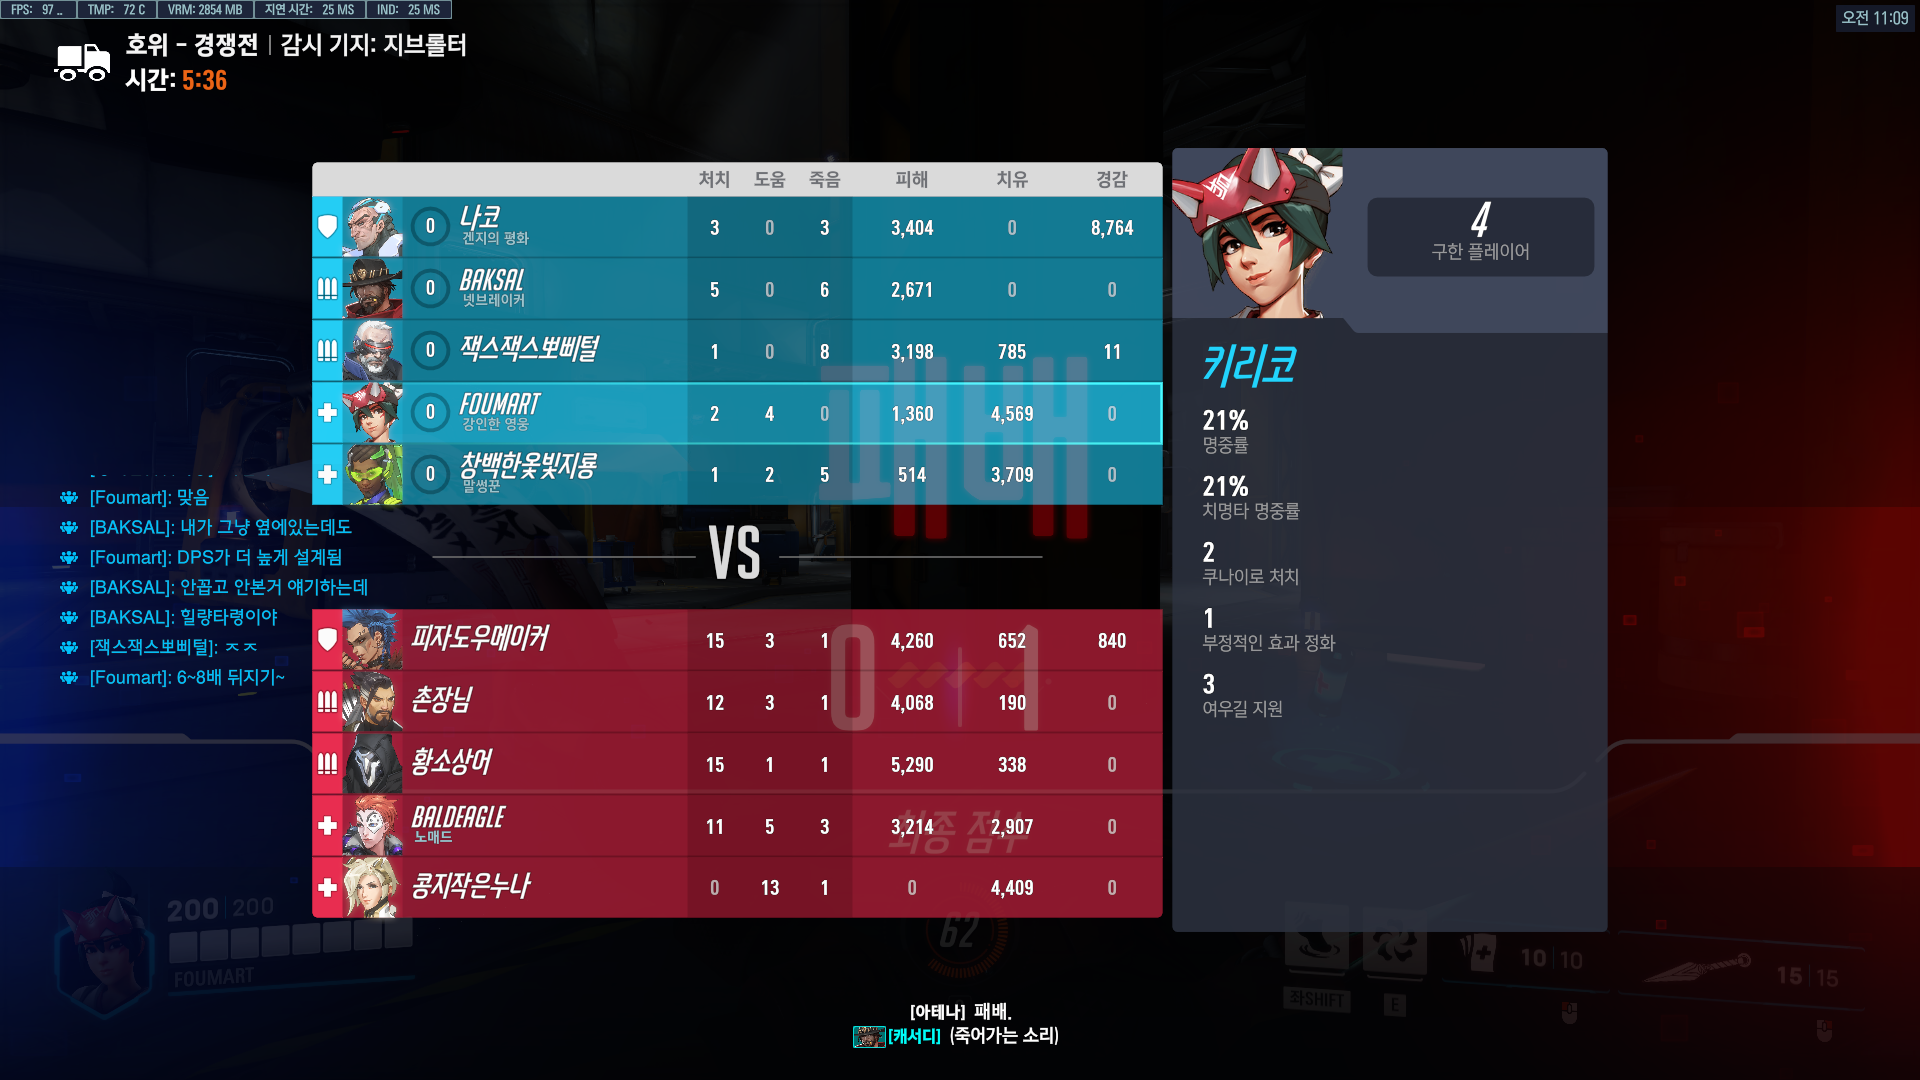 FPS: 97 .. TMP: 72 C VRM: 2854 MB 지연 시간: 25 MS IND: 25 MS
오전 11:09
호위 - 경쟁전 | 감시 기지: 지브롤터
시간: 5:36
처치 도움 죽음 피해 치유 경감
0 나코 3 0 3 3,404 0 8,764
겐지의 평화
0 BAKSAL 5 0 6 2,671 0 0
넷브레이커
0 잭스잭스뽀삐털 1 0 8 3,198 785 11
0 FOUMART 2 4 0 1,360 4,569 0
강인한 영웅
0 창백한옻빛지룡 1 2 5 514 3,709 0
말썽꾼
패배
VS
피자도우메이커 15 3 1 4,260 652 840
촌장님 12 3 1 4,068 190 0
황소상어 15 1 1 5,290 338 0
BALDEAGLE 11 5 3 3,214 2,907 0
노매드
콩지작은누나 0 13 1 0 4,409 0
0 1
최종 점수
[Foumart]: 맞음
[BAKSAL]: 내가 그냥 옆에있는데도
[Foumart]: DPS가 더 높게 설계됨
[BAKSAL]: 안꼽고 안본거 얘기하는데
[BAKSAL]: 힐량타령이야
[잭스잭스뽀삐털]: ㅈㅈ
[Foumart]: 6~8배 뒤지기~
4
구한 플레이어
키리코
21%
명중률
21%
치명타 명중률
2
쿠나이로 처치
1
부정적인 효과 정화
3
여우길 지원
200 | 200
FOUMART
62
좌SHIFT
E
10 | 10
15 | 15
[아테나] 패배.
[캐서디] (죽어가는 소리)